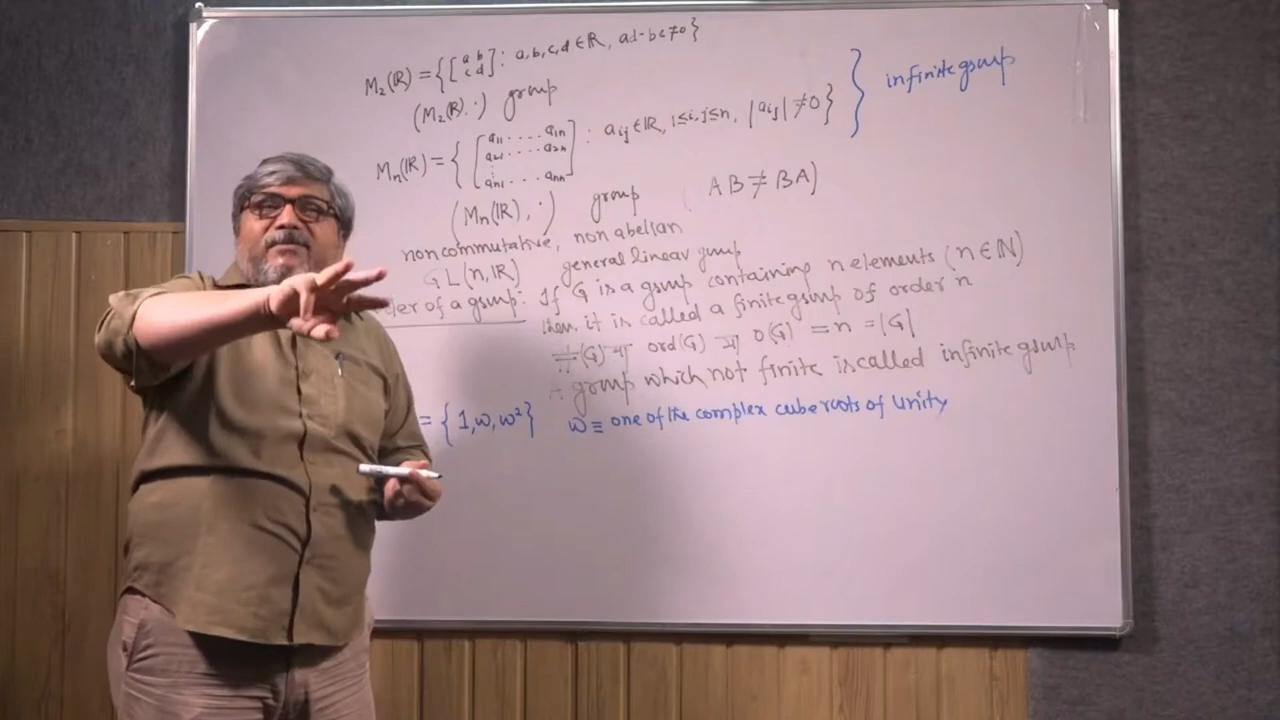 M₂(ℝ) = { [a b c d] : a,b,c,d ∈ ℝ, ad-bc ≠ 0 }
(M₂(ℝ), ·) group
Mₙ(ℝ) = { [a₁₁ .... a₁ₙ a₂₁ .... a₂ₙ ⋮ aₙ₁ ... aₙₙ] : aᵢⱼ ∈ ℝ, 1≤i,j≤n, |aᵢⱼ| ≠ 0 } } infinite group
(Mₙ(ℝ), ·) group (AB ≠ BA)
noncommutative, non abelian
GL(n,ℝ) general linear group
der of a group: If G is a group containing n elements (n ∈ ℕ)
then it is called a finite group of order n
#(G) या ord(G) या o(G) = n = |G|
A group which not finite is called infinite group
= {1, ω, ω²} ω ≡ one of the complex cube roots of unity